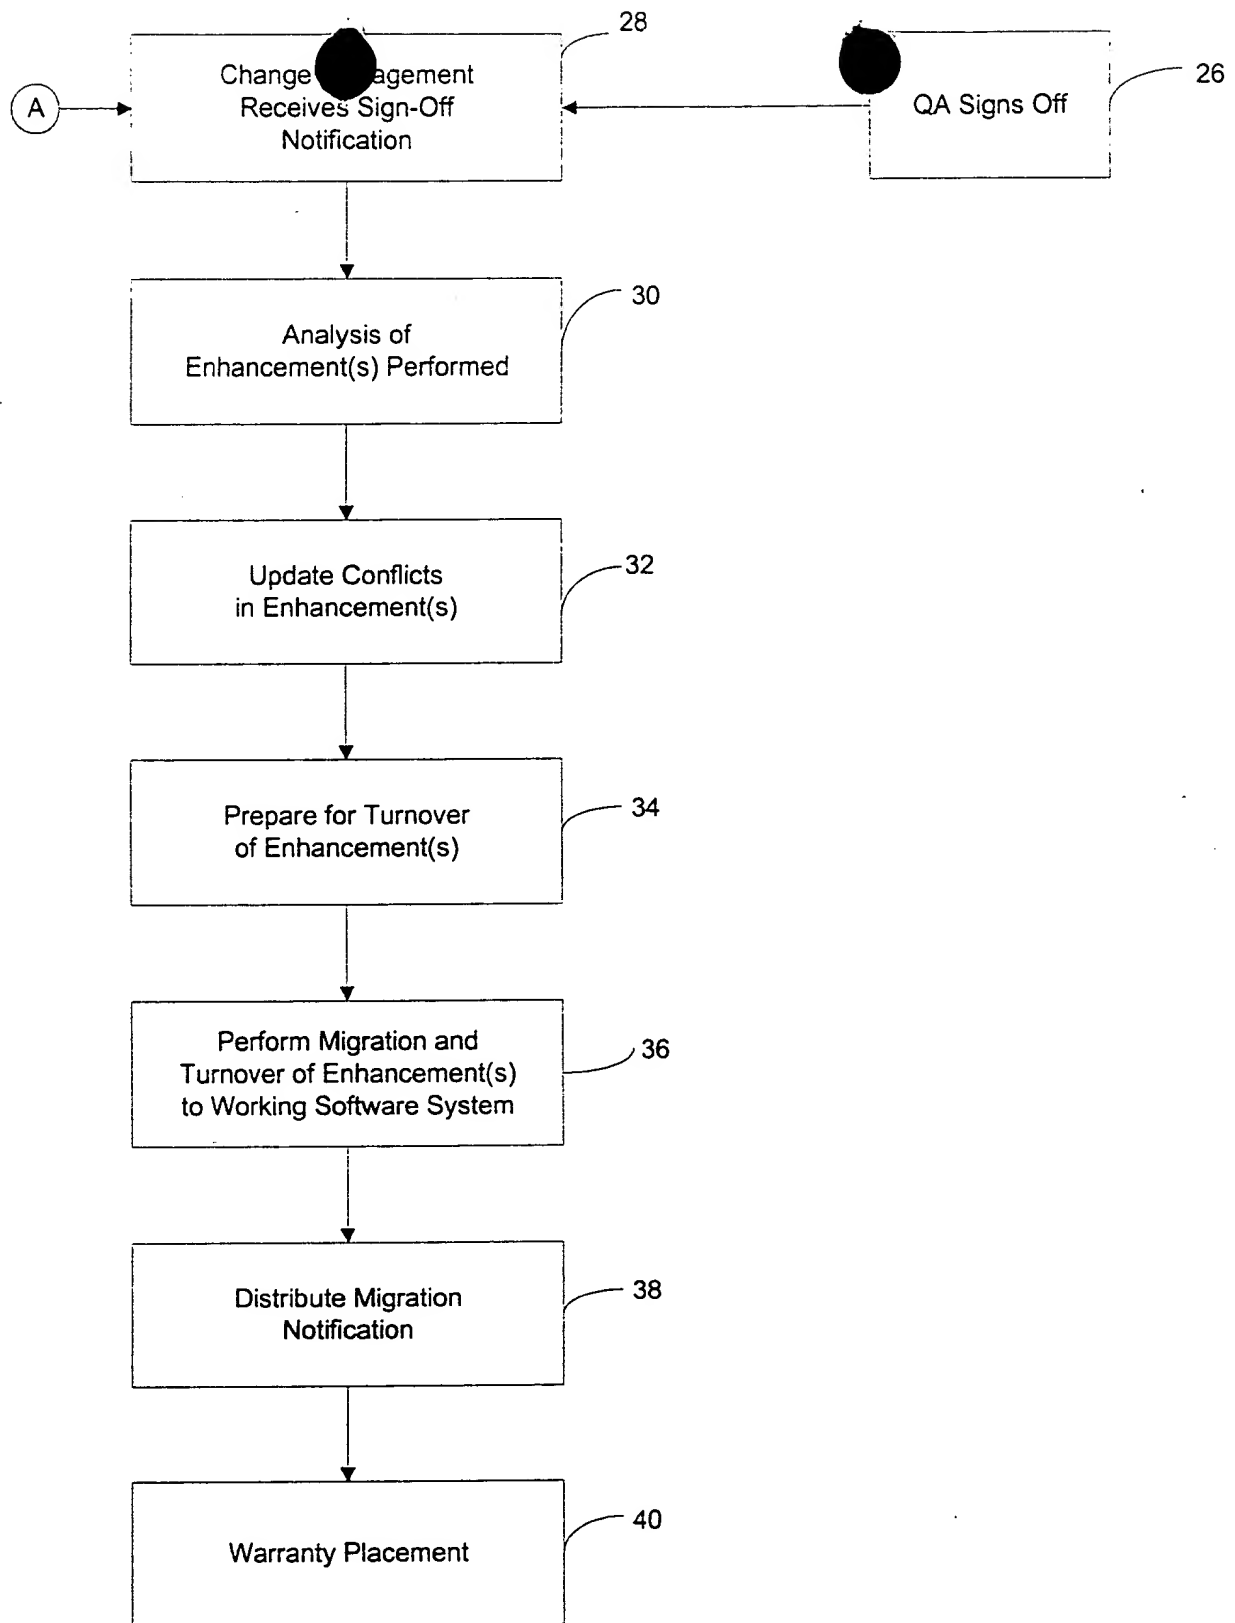 28
Change agement
Receives Sign-Off
Notification
A
QA Signs Off
26
30
Analysis of
Enhancement(s) Performed
Update Conflicts
in Enhancement(s)
32
Prepare for Turnover
of Enhancement(s)
34
Perform Migration and
Turnover of Enhancement(s)
to Working Software System
36
Distribute Migration
Notification
38
Warranty Placement
40